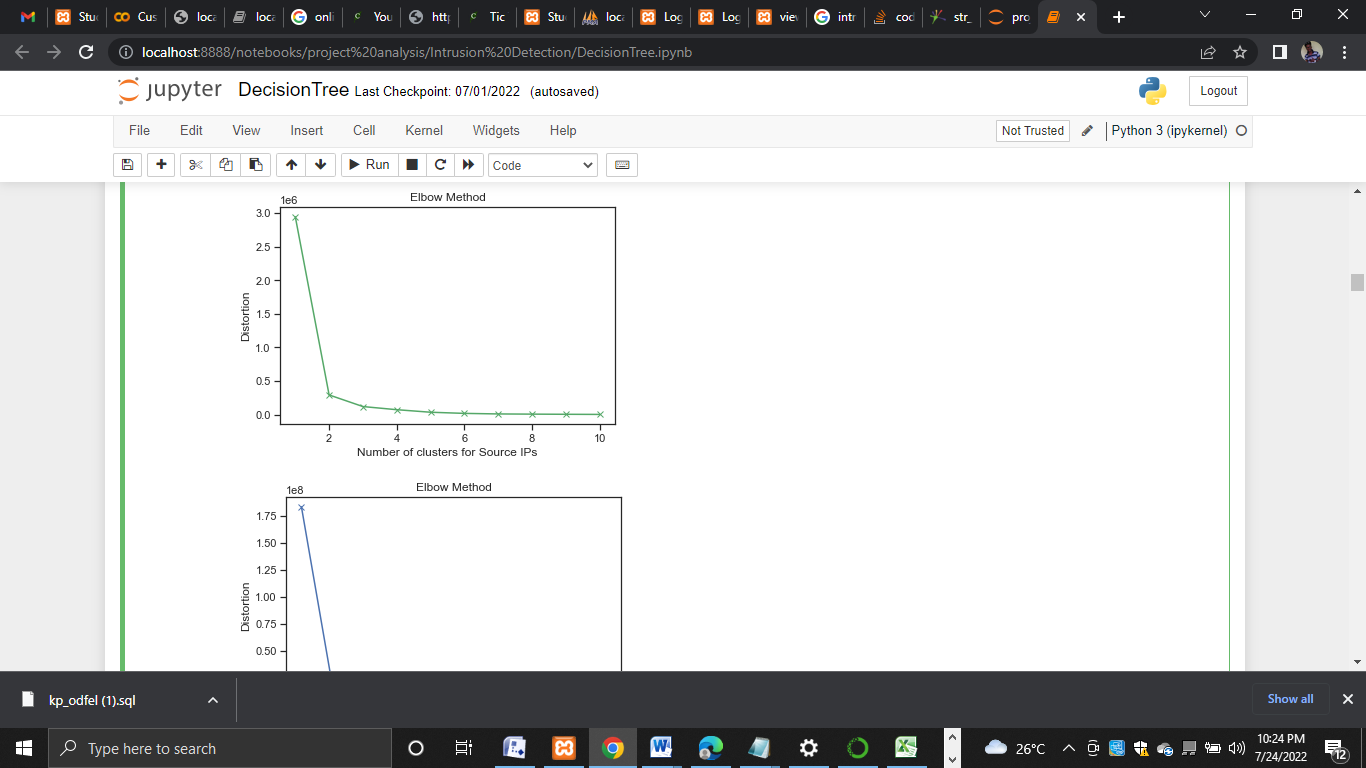 Stu
Cus
loca
loca
onli
You
http
Tic
Stu
loca
Log
Log
view
intr
cod
str_
pro
localhost:8888/notebooks/project%20analysis/Intrusion%20Detection/DecisionTree.ipynb
jupyter DecisionTree Last Checkpoint: 07/01/2022 (autosaved)
Logout
File Edit View Insert Cell Kernel Widgets Help
Not Trusted
Python 3 (ipykernel)
Run
Code
Elbow Method
1e6
3.0
2.5
2.0
1.5
1.0
0.5
0.0
Distortion
2 4 6 8 10
Number of clusters for Source IPs
Elbow Method
1e8
1.75
1.50
1.25
1.00
0.75
0.50
Distortion
kp_odfel (1).sql
Show all
Type here to search
26°C
10:24 PM
7/24/2022
12